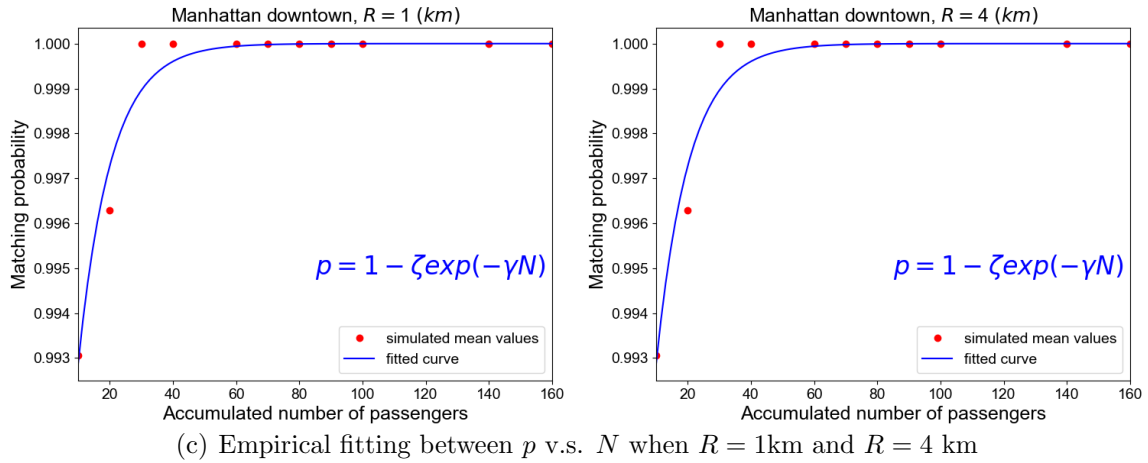 Manhattan downtown, R = 1 (km)
1.000
0.999
0.998
0.997
0.996
0.995
0.994
0.993
Matching probability
p = 1 − ζexp(−γN)
simulated mean values
fitted curve
20 40 60 80 100 120 140 160
Accumulated number of passengers
Manhattan downtown, R = 4 (km)
1.000
0.999
0.998
0.997
0.996
0.995
0.994
0.993
Matching probability
p = 1 − ζexp(−γN)
simulated mean values
fitted curve
20 40 60 80 100 120 140 160
Accumulated number of passengers
(c) Empirical fitting between p v.s. N when R = 1km and R = 4 km